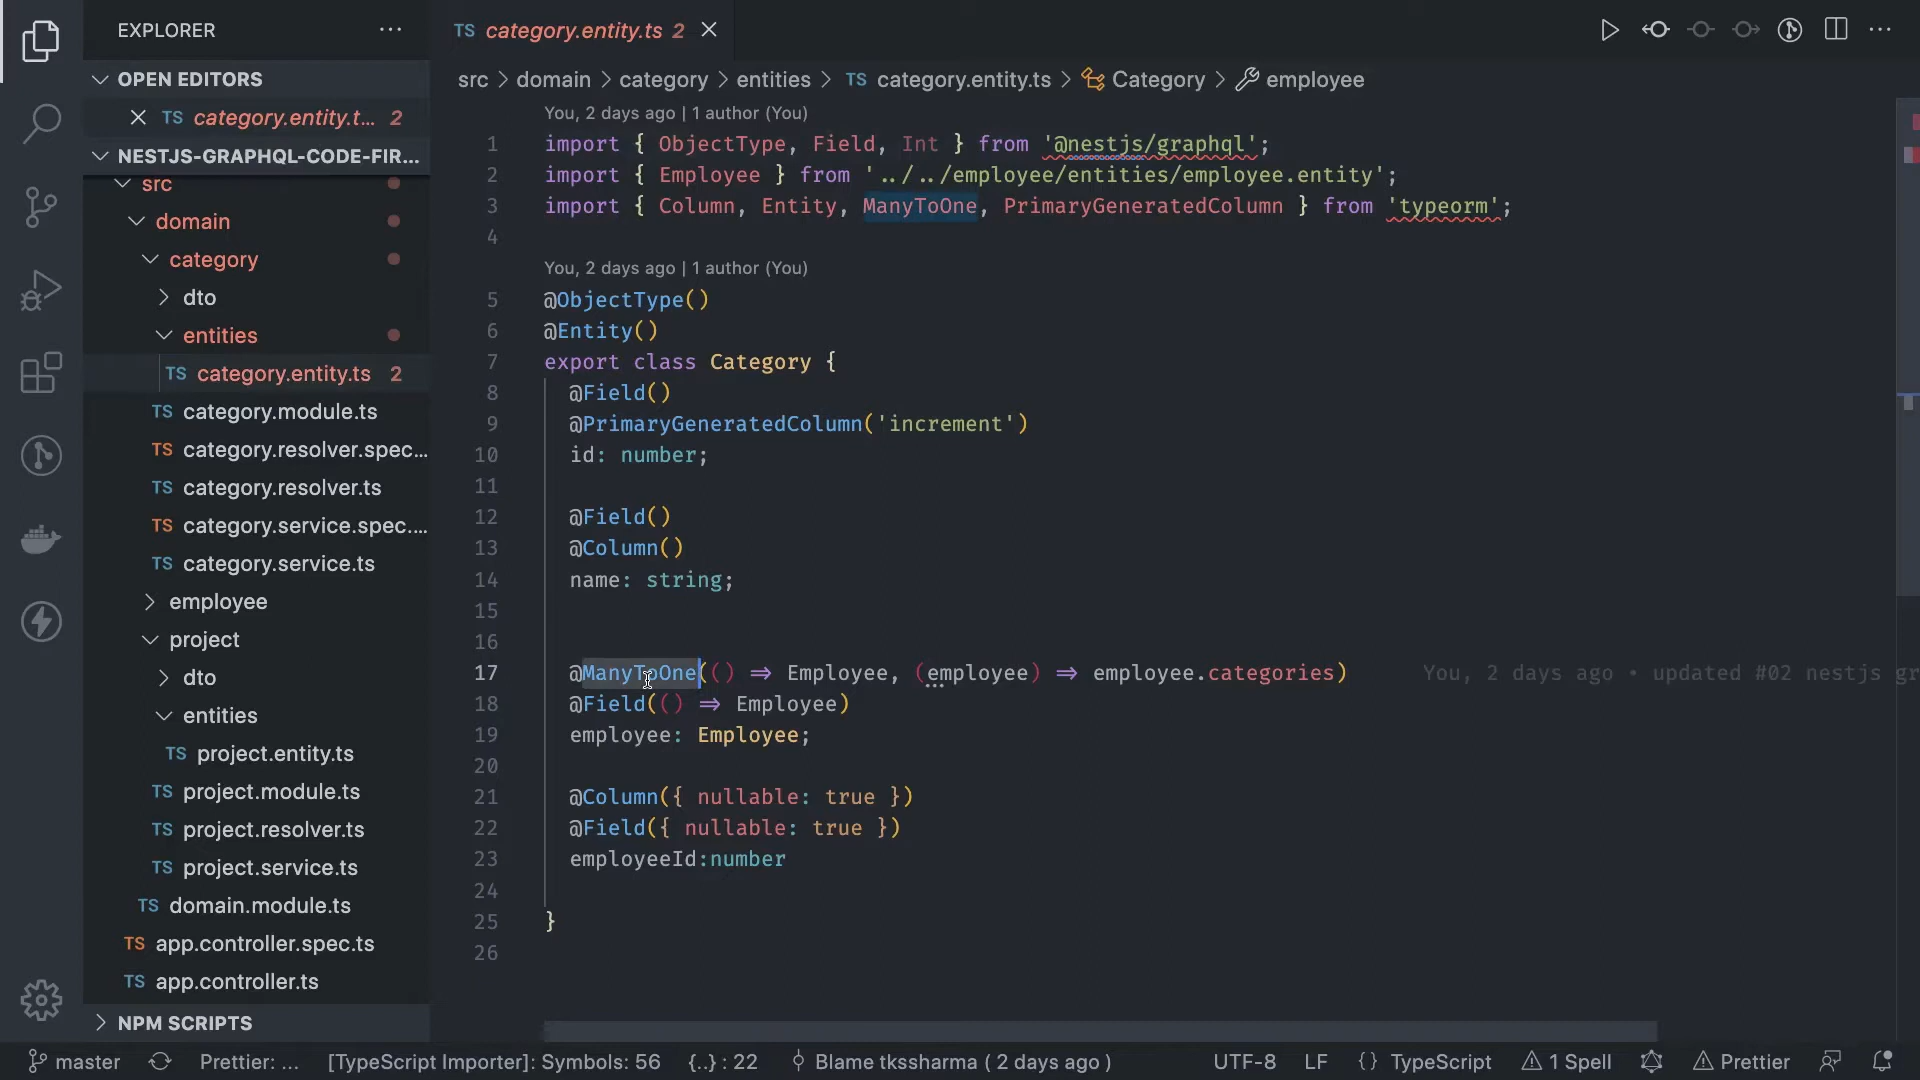 EXPLORER
OPEN EDITORS
TS category.entity.t... 2
NESTJS-GRAPHQL-CODE-FIR...
src
domain
category
dto
entities
TS category.entity.ts 2
TS category.module.ts
TS category.resolver.spec...
TS category.resolver.ts
TS category.service.spec....
TS category.service.ts
employee
project
dto
entities
TS project.entity.ts
TS project.module.ts
TS project.resolver.ts
TS project.service.ts
TS domain.module.ts
TS app.controller.spec.ts
TS app.controller.ts
NPM SCRIPTS
TS category.entity.ts 2
src > domain > category > entities > TS category.entity.ts > Category > employee
You, 2 days ago | 1 author (You)
1 import { ObjectType, Field, Int } from '@nestjs/graphql';
2 import { Employee } from '../../employee/entities/employee.entity';
3 import { Column, Entity, ManyToOne, PrimaryGeneratedColumn } from 'typeorm';
4
You, 2 days ago | 1 author (You)
5 @ObjectType()
6 @Entity()
7 export class Category {
8 @Field()
9 @PrimaryGeneratedColumn('increment')
10 id: number;
11
12 @Field()
13 @Column()
14 name: string;
15
16
17 @ManyToOne(() => Employee, (employee) => employee.categories) You, 2 days ago • updated #02 nestjs gr
18 @Field(() => Employee)
19 employee: Employee;
20
21 @Column({ nullable: true })
22 @Field({ nullable: true })
23 employeeId:number
24
25 }
26
master Prettier: ... [TypeScript Importer]: Symbols: 56 {..} : 22 Blame tkssharma ( 2 days ago ) UTF-8 LF {} TypeScript 1 Spell Prettier